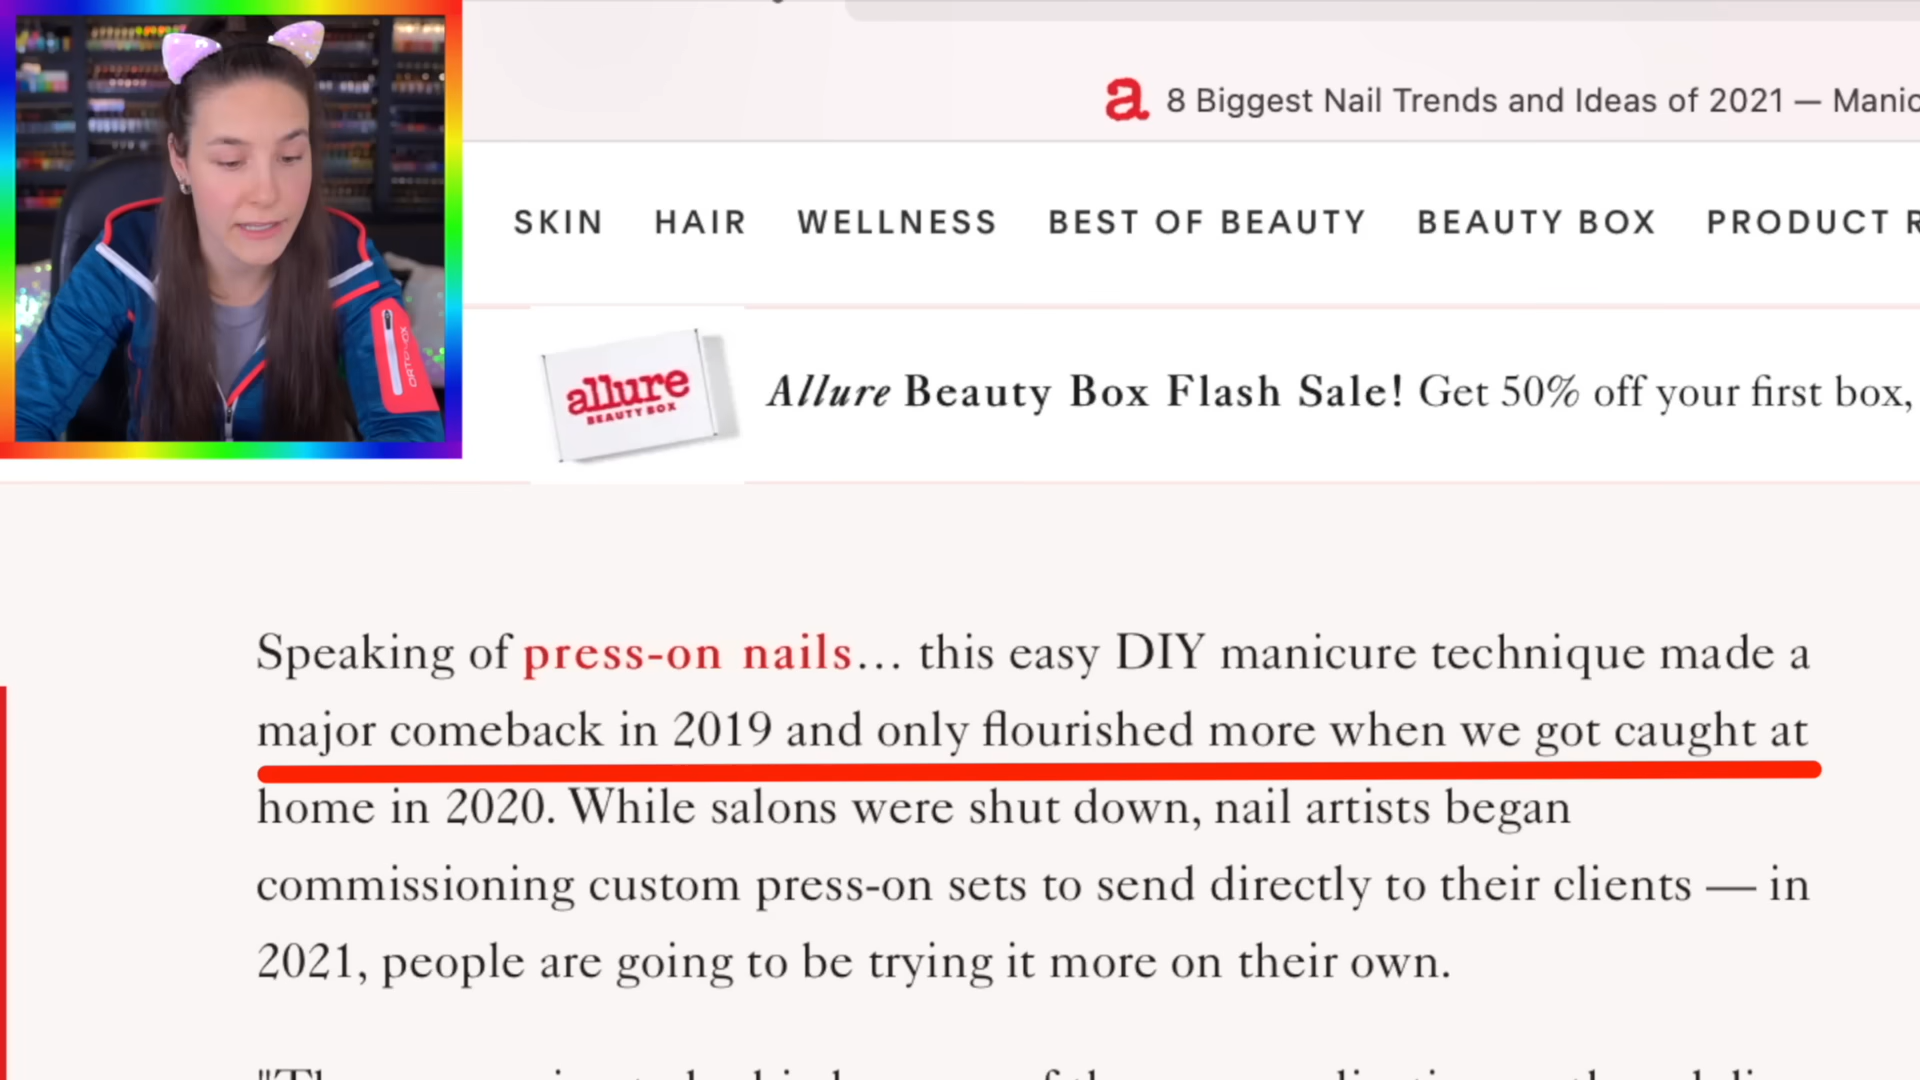 a 8 Biggest Nail Trends and Ideas of 2021 —
SKIN HAIR WELLNESS BEST OF BEAUTY BEAUTY BOX PRODUCT
allure
BEAUTY BOX
Allure Beauty Box Flash Sale! Get 50% off your first box,
ORTOVOX
Speaking of press-on nails… this easy DIY manicure technique made a
major comeback in 2019 and only flourished more when we got caught at
home in 2020. While salons were shut down, nail artists began
commissioning custom press-on sets to send directly to their clients — in
2021, people are going to be trying it more on their own.